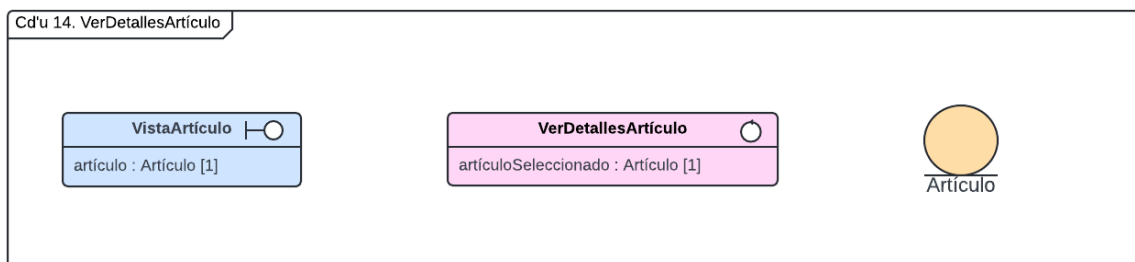 Cd'u 14. VerDetallesArtículo
VistaArtículo
artículo : Artículo [1]
VerDetallesArtículo
artículoSeleccionado : Artículo [1]
Artículo